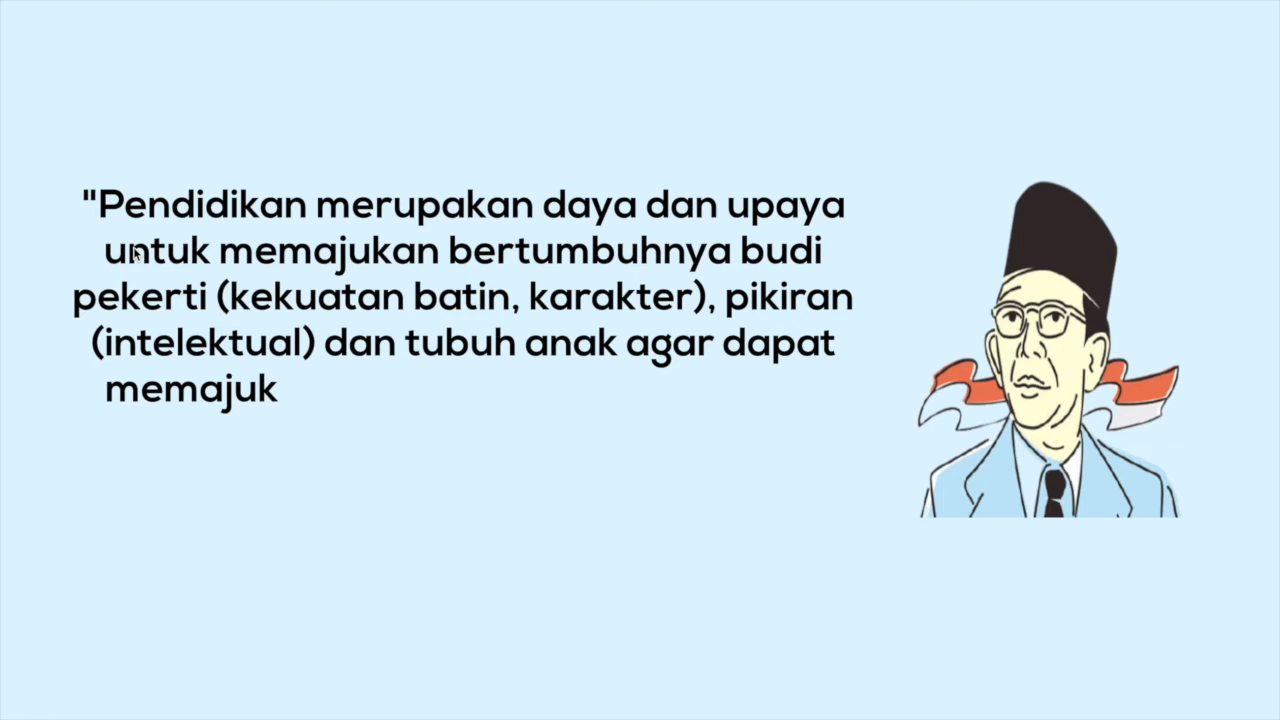 "Pendidikan merupakan daya dan upaya
untuk memajukan bertumbuhnya budi
pekerti (kekuatan batin, karakter), pikiran
(intelektual) dan tubuh anak agar dapat
memajuk